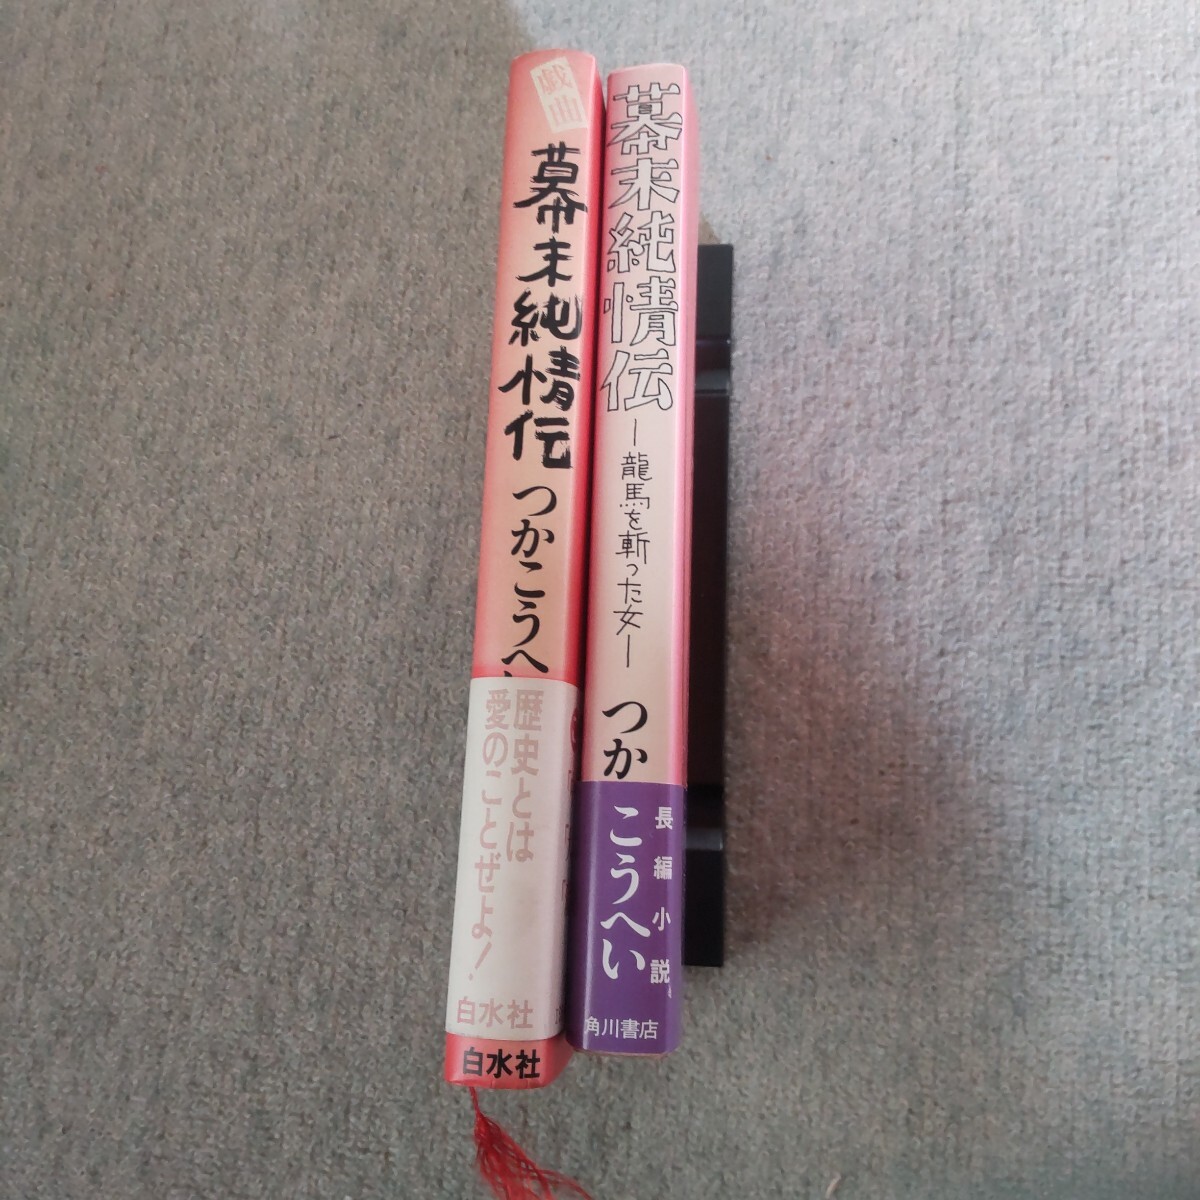 戯曲
幕末純情伝
つかこうへい
歴史とは
愛のことぜよ!
白水社
白水社
幕末純情伝
―龍馬を斬った女―
つか
こうへい
長編小説
角川書店